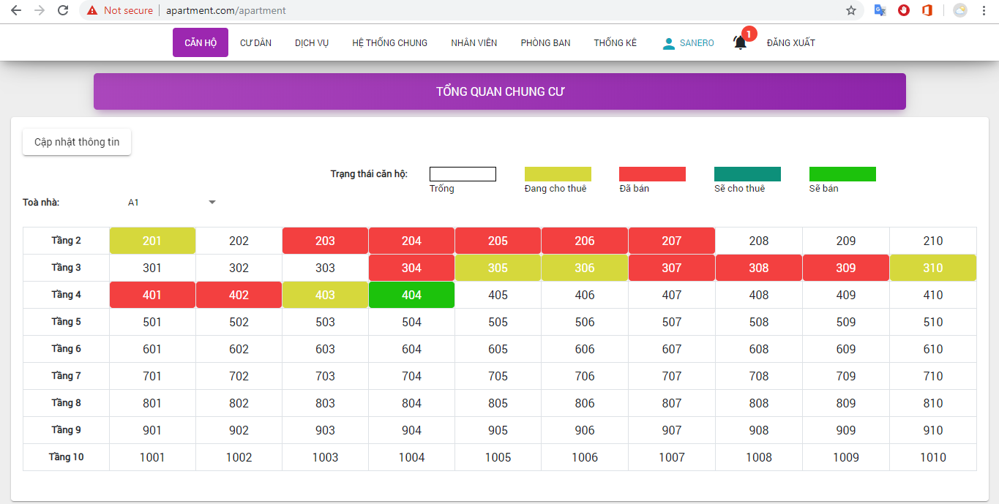 Not secure | apartment.com/apartment
CĂN HỘ CƯ DÂN DỊCH VỤ HỆ THỐNG CHUNG NHÂN VIÊN PHÒNG BAN THỐNG KÊ SANERO 1 ĐĂNG XUẤT
TỔNG QUAN CHUNG CƯ
Cập nhật thông tin
Trạng thái căn hộ:
Trống Đang cho thuê Đã bán Sẽ cho thuê Sẽ bán
Toà nhà: A1
Tầng 2 201 202 203 204 205 206 207 208 209 210
Tầng 3 301 302 303 304 305 306 307 308 309 310
Tầng 4 401 402 403 404 405 406 407 408 409 410
Tầng 5 501 502 503 504 505 506 507 508 509 510
Tầng 6 601 602 603 604 605 606 607 608 609 610
Tầng 7 701 702 703 704 705 706 707 708 709 710
Tầng 8 801 802 803 804 805 806 807 808 809 810
Tầng 9 901 902 903 904 905 906 907 908 909 910
Tầng 10 1001 1002 1003 1004 1005 1006 1007 1008 1009 1010